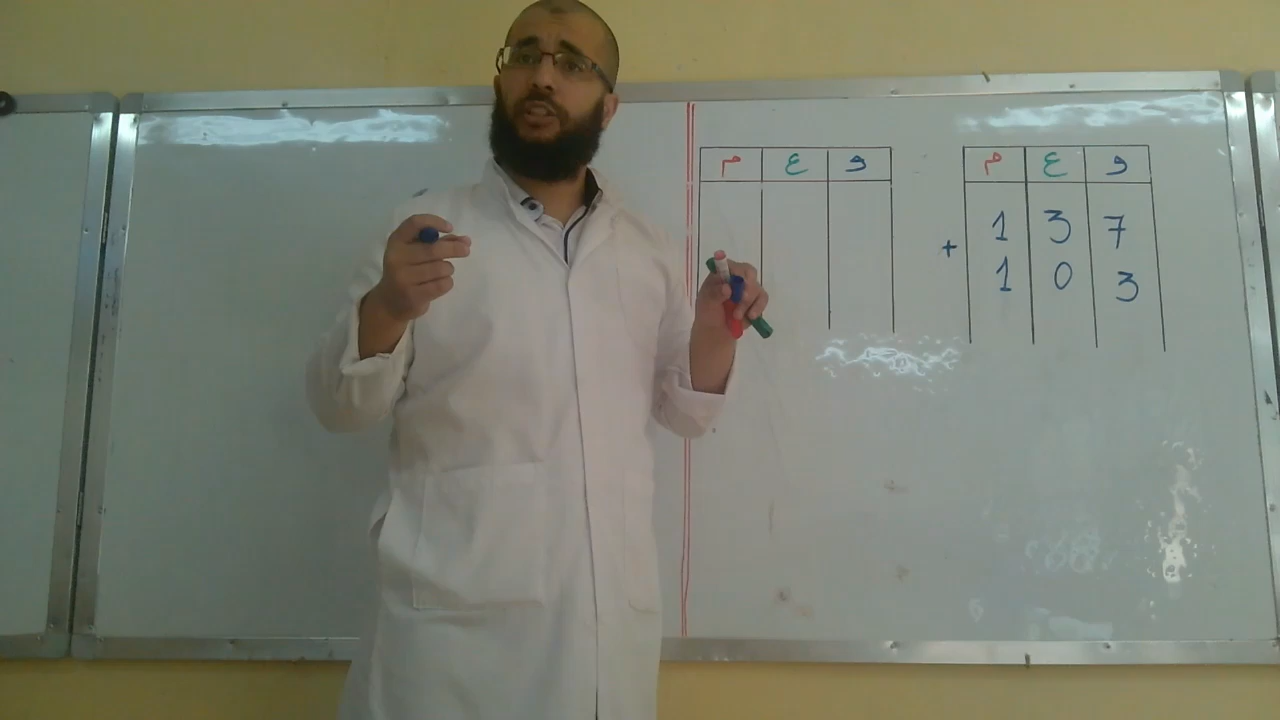 م ع و
م ع و
1 3 7
+
1 0 3